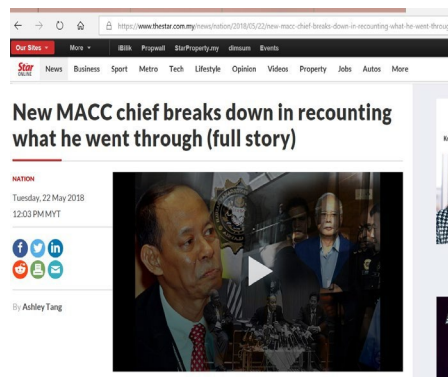 https://www.thestar.com.my/news/nation/2018/05/22/new-macc-chief-breaks-down-in-recounting-what-he-went-throug
Our Sites More iBilik Propwall StarProperty.my dimsum Events
Star ONLINE News Business Sport Metro Tech Lifestyle Opinion Videos Property Jobs Autos More
New MACC chief breaks down in recounting
what he went through (full story)
NATION
Tuesday, 22 May 2018
12:03 PM MYT
By Ashley Tang